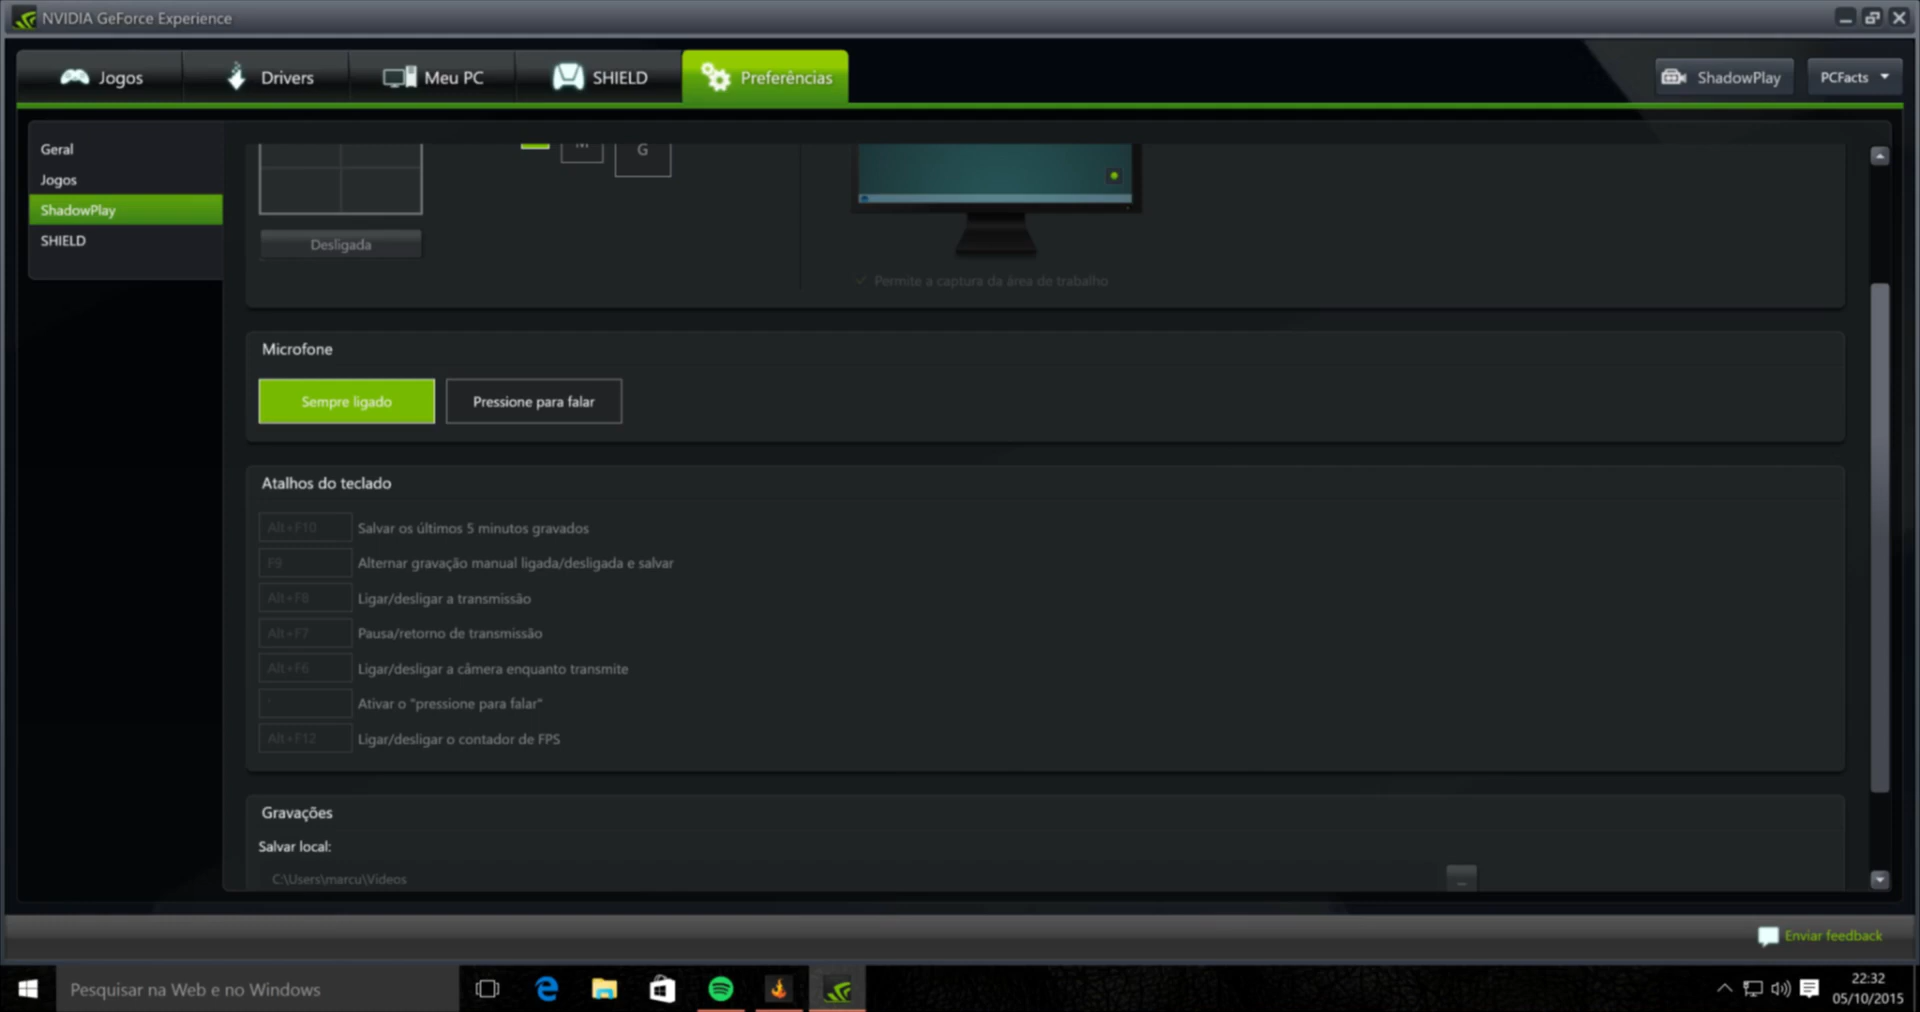 NVIDIA GeForce Experience
Jogos
Drivers
Meu PC
SHIELD
Preferências
ShadowPlay
PCFacts
Geral
Jogos
ShadowPlay
SHIELD
M
G
Desligada
Permite a captura da área de trabalho
Microfone
Sempre ligado
Pressione para falar
Atalhos do teclado
Alt+F10 Salvar os últimos 5 minutos gravados
F9 Alternar gravação manual ligada/desligada e salvar
Alt+F8 Ligar/desligar a transmissão
Alt+F7 Pausa/retorno de transmissão
Alt+F6 Ligar/desligar a câmera enquanto transmite
Ativar o "pressione para falar"
Alt+F12 Ligar/desligar o contador de FPS
Gravações
Salvar local:
C:\Users\marcu\Videos
...
Enviar feedback
Pesquisar na Web e no Windows
22:32
05/10/2015